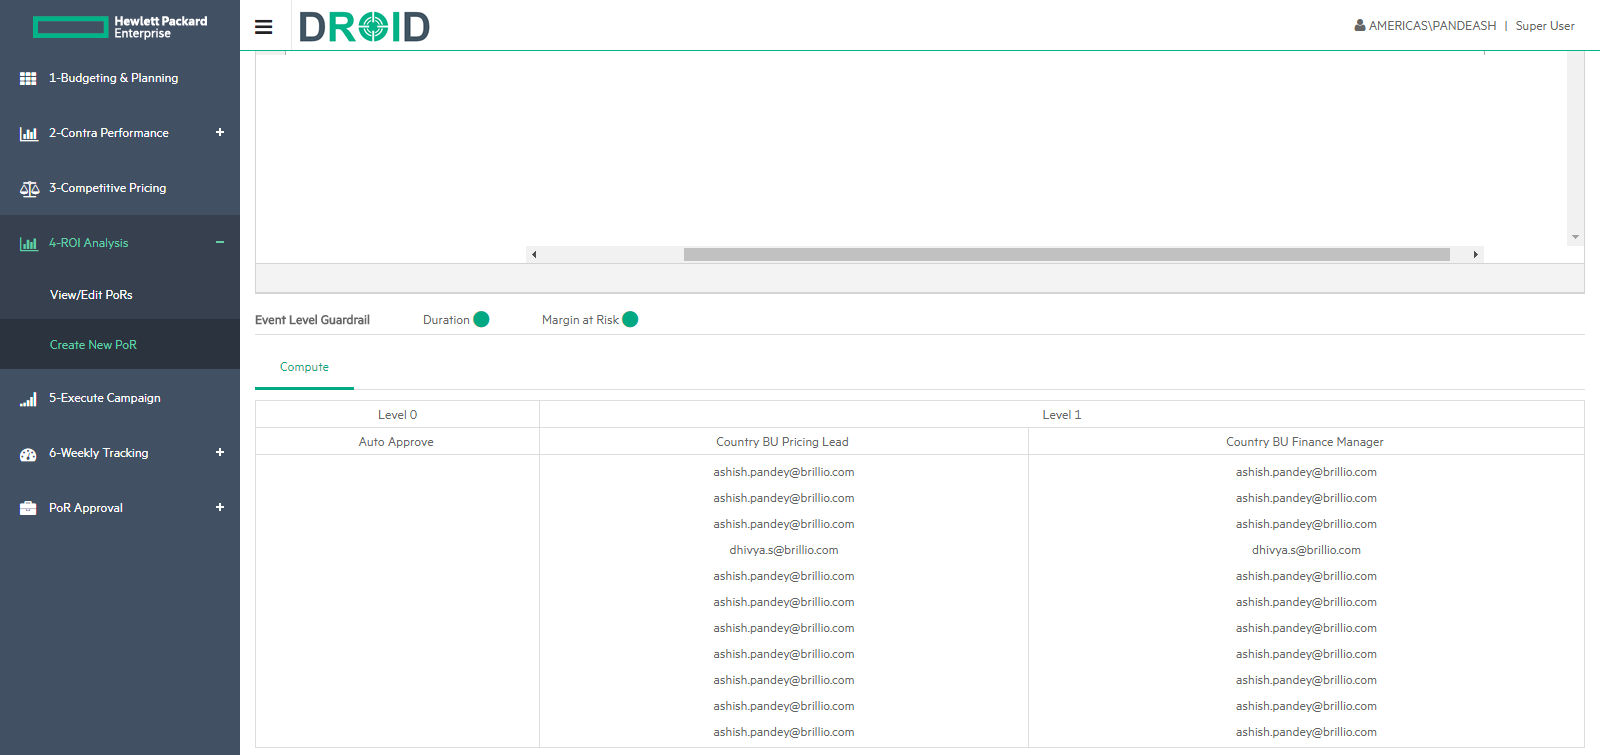 Hewlett Packard
Enterprise
DROID
AMERICAS\PANDEASH | Super User
1-Budgeting & Planning
2-Contra Performance +
3-Competitive Pricing
4-ROI Analysis −
View/Edit PoRs
Create New PoR
5-Execute Campaign
6-Weekly Tracking +
PoR Approval +
Event Level Guardrail Duration Margin at Risk
Compute
Level 0 Level 1
Auto Approve Country BU Pricing Lead Country BU Finance Manager
ashish.pandey@brillio.com ashish.pandey@brillio.com
ashish.pandey@brillio.com ashish.pandey@brillio.com
ashish.pandey@brillio.com ashish.pandey@brillio.com
dhivya.s@brillio.com dhivya.s@brillio.com
ashish.pandey@brillio.com ashish.pandey@brillio.com
ashish.pandey@brillio.com ashish.pandey@brillio.com
ashish.pandey@brillio.com ashish.pandey@brillio.com
ashish.pandey@brillio.com ashish.pandey@brillio.com
ashish.pandey@brillio.com ashish.pandey@brillio.com
ashish.pandey@brillio.com ashish.pandey@brillio.com
ashish.pandey@brillio.com ashish.pandey@brillio.com